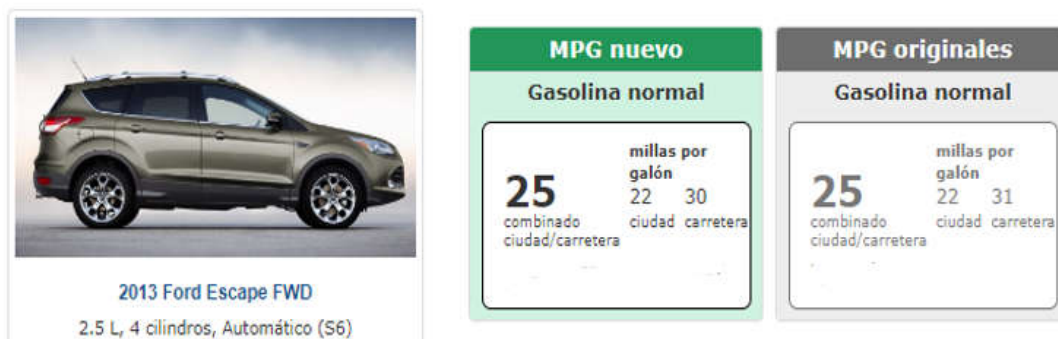 2013 Ford Escape FWD
2.5 L, 4 cilindros, Automático (S6)
MPG nuevo
Gasolina normal
25
combinado
ciudad/carretera
millas por
galón
22 30
ciudad carretera
MPG originales
Gasolina normal
25
combinado
ciudad/carretera
millas por
galón
22 31
ciudad carretera